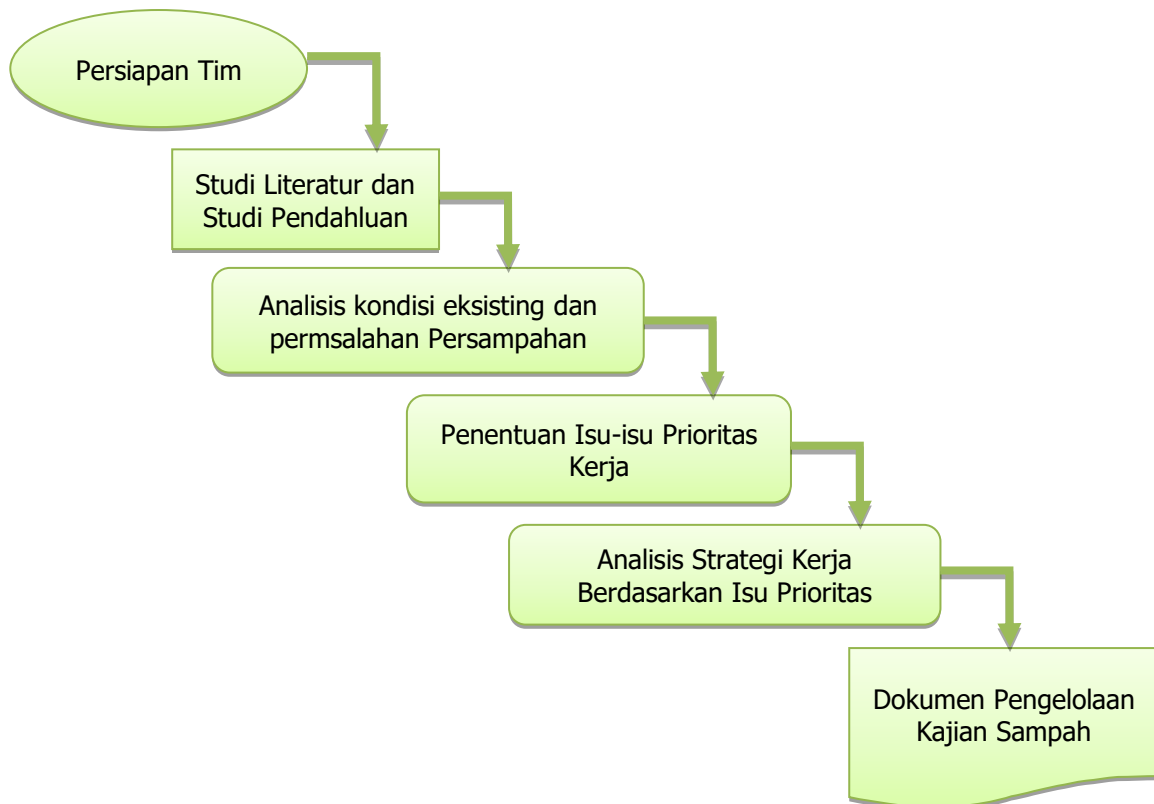 Persiapan Tim
Studi Literatur dan
Studi Pendahluan
Analisis kondisi eksisting dan
permsalahan Persampahan
Penentuan Isu-isu Prioritas
Kerja
Analisis Strategi Kerja
Berdasarkan Isu Prioritas
Dokumen Pengelolaan
Kajian Sampah